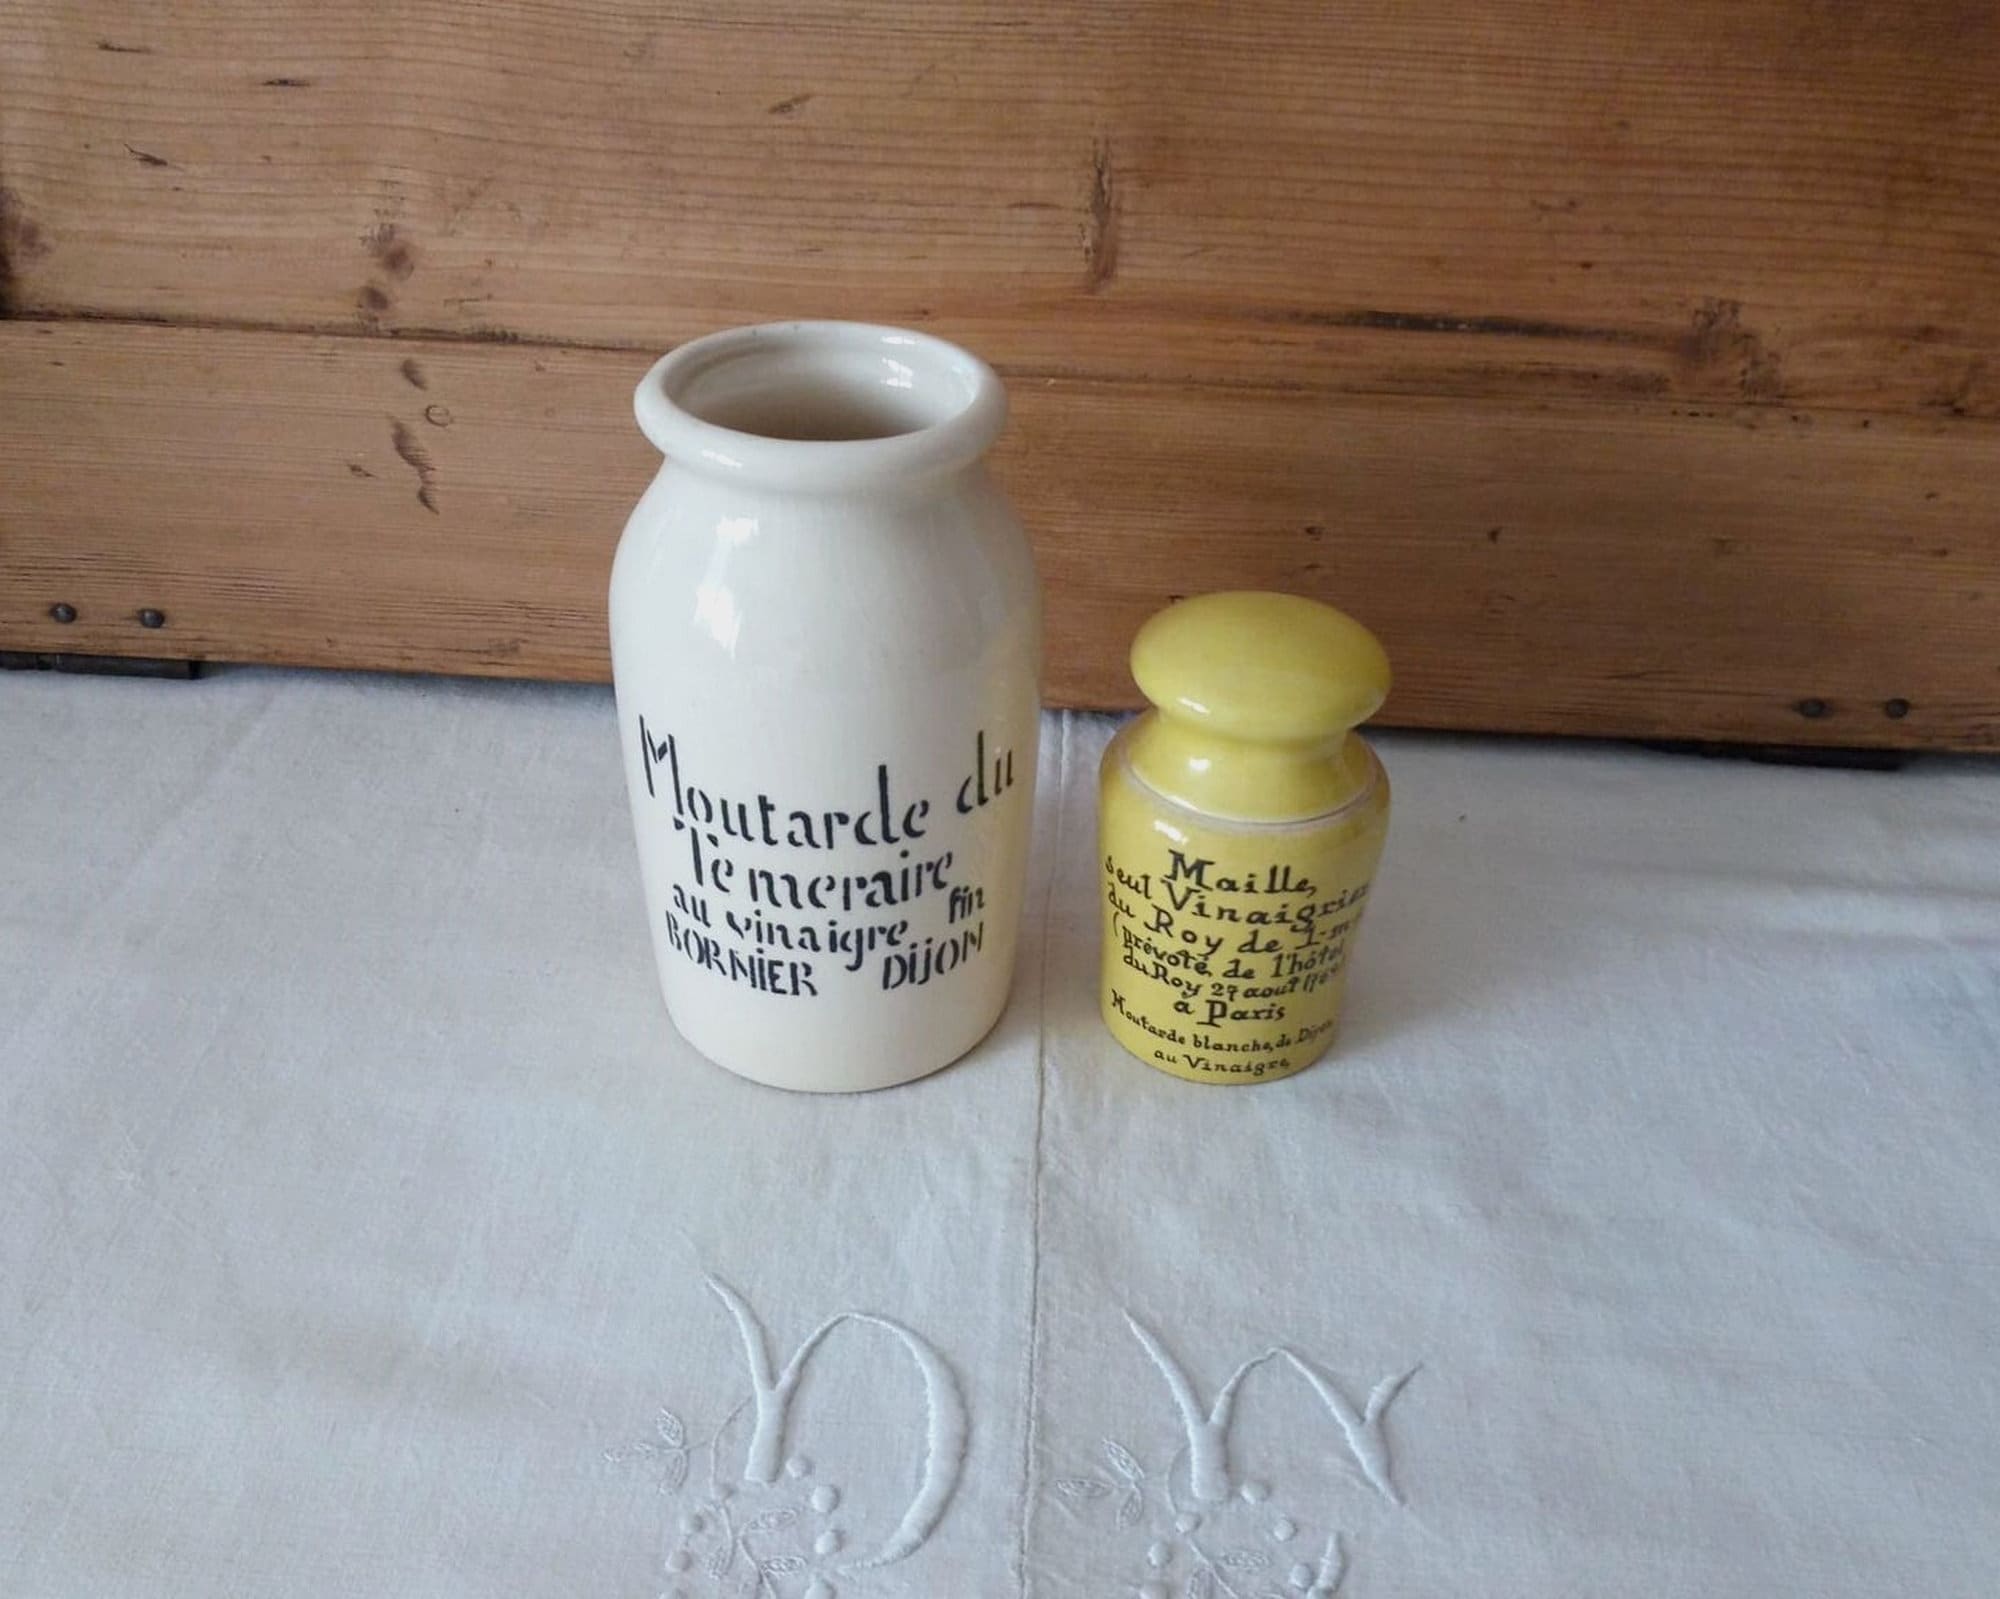 Moutarde du
Témeraire
au vinaigre fin
BORNIER DIJON
Maille,
seul Vinaigrier
du Roy de
(prévoté de l'hôtel
du Roy 27 aout
à Paris
Moutarde blanche, de Dijon
au Vinaigre,